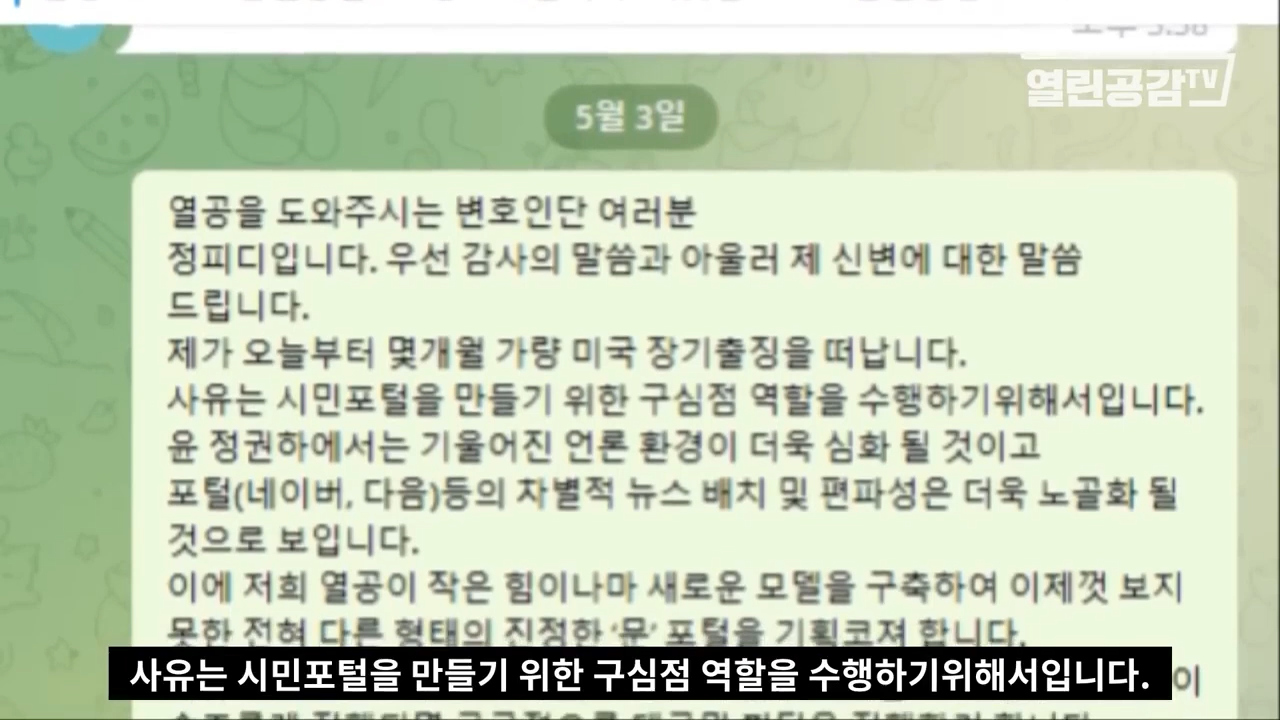 오후 5:56
열린공감TV
5월 3일
열공을 도와주시는 변호인단 여러분
정피디입니다. 우선 감사의 말씀과 아울러 제 신변에 대한 말씀
드립니다.
제가 오늘부터 몇개월 가량 미국 장기출징을 떠납니다.
사유는 시민포털을 만들기 위한 구심점 역할을 수행하기위해서입니다.
윤 정권하에서는 기울어진 언론 환경이 더욱 심화 될 것이고
포털(네이버, 다음)등의 차별적 뉴스 배치 및 편파성은 더욱 노골화 될
것으로 보입니다.
이에 저희 열공이 작은 힘이나마 새로운 모델을 구축하여 이제껏 보지
못한 전혀 다른 형태의 진정한 '문' 포털을 기획코져 합니다.
이
사유는 시민포털을 만들기 위한 구심점 역할을 수행하기위해서입니다.